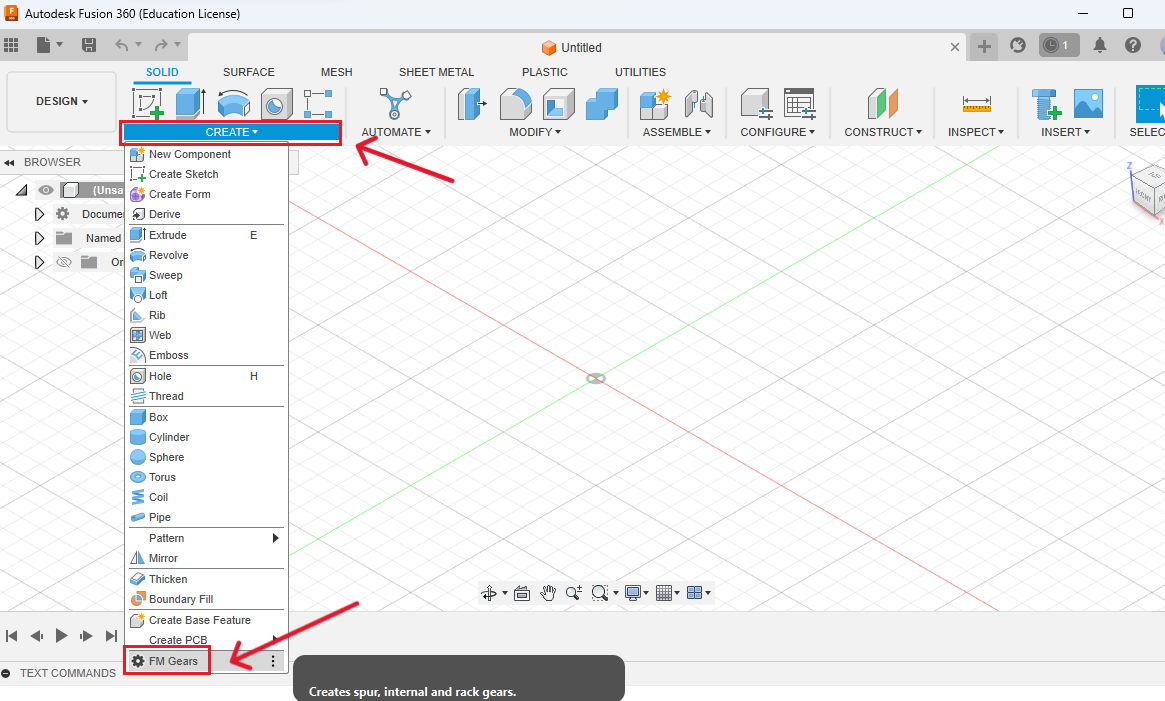 Autodesk Fusion 360 (Education License)
1
Untitled
SOLID
SURFACE
MESH
SHEET METAL
PLASTIC
UTILITIES
DESIGN
CREATE
AUTOMATE
MODIFY
ASSEMBLE
CONFIGURE
CONSTRUCT
INSPECT
INSERT
SELEC
BROWSER
(Unsa
Documen
Named
Or
New Component
Create Sketch
Create Form
Derive
Extrude E
Revolve
Sweep
Loft
Rib
Web
Emboss
Hole H
Thread
Box
Cylinder
Sphere
Torus
Coil
Pipe
Pattern
Mirror
Thicken
Boundary Fill
Create Base Feature
Create PCB
FM Gears
Z
X
TEXT COMMANDS
Creates spur, internal and rack gears.